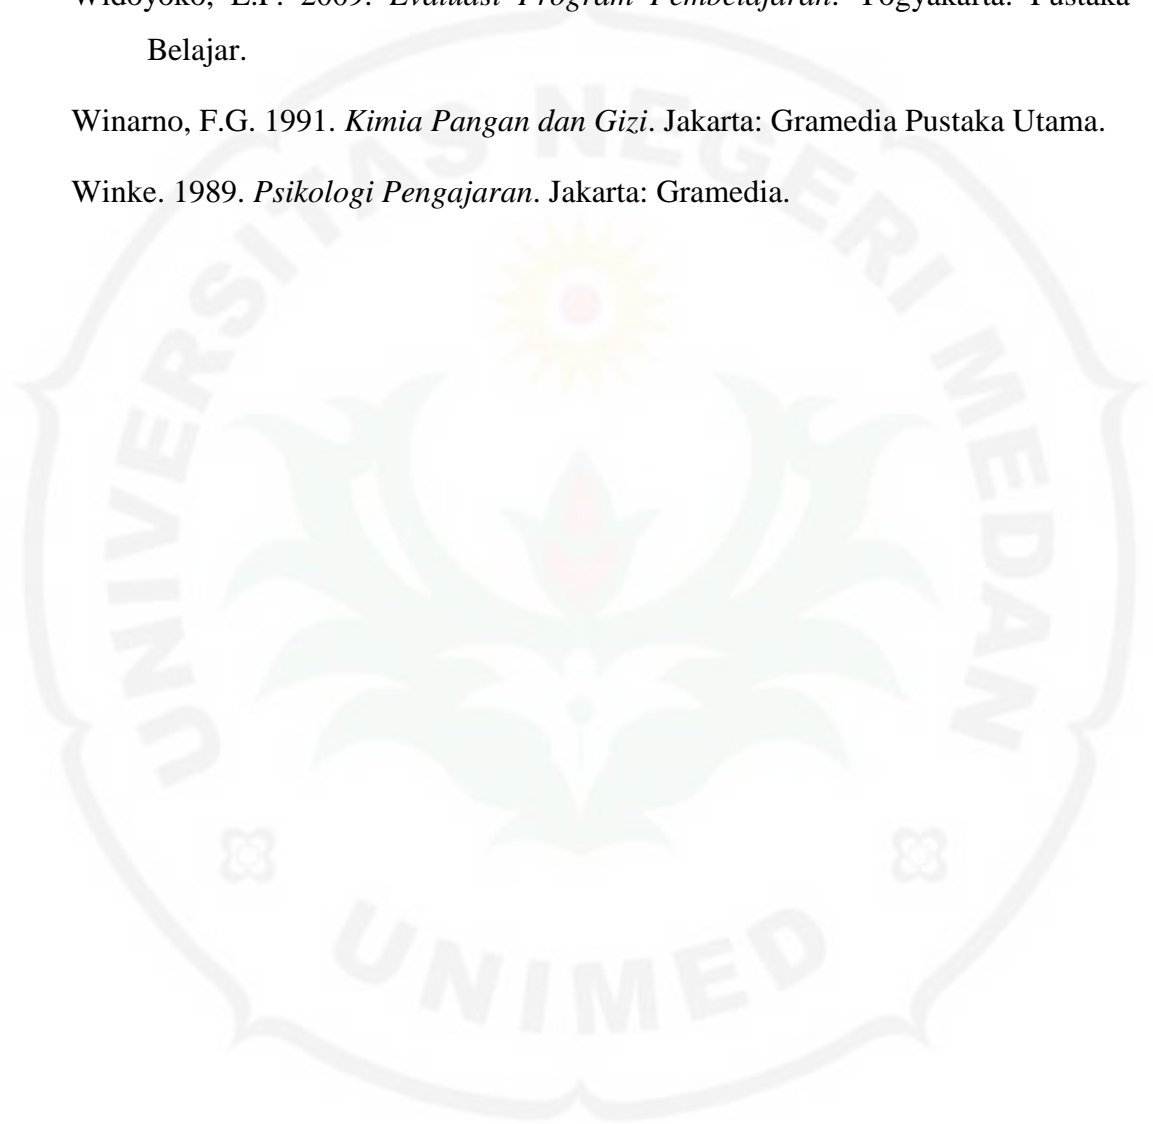 Widoyoko, E.P. 2009. Evaluasi Program Pembelajaran. Yogyakarta: Pustaka
Belajar.
Winarno, F.G. 1991. Kimia Pangan dan Gizi. Jakarta: Gramedia Pustaka Utama.
Winke. 1989. Psikologi Pengajaran. Jakarta: Gramedia.
UNIVERSITAS NEGERI MEDAN
UNIMED